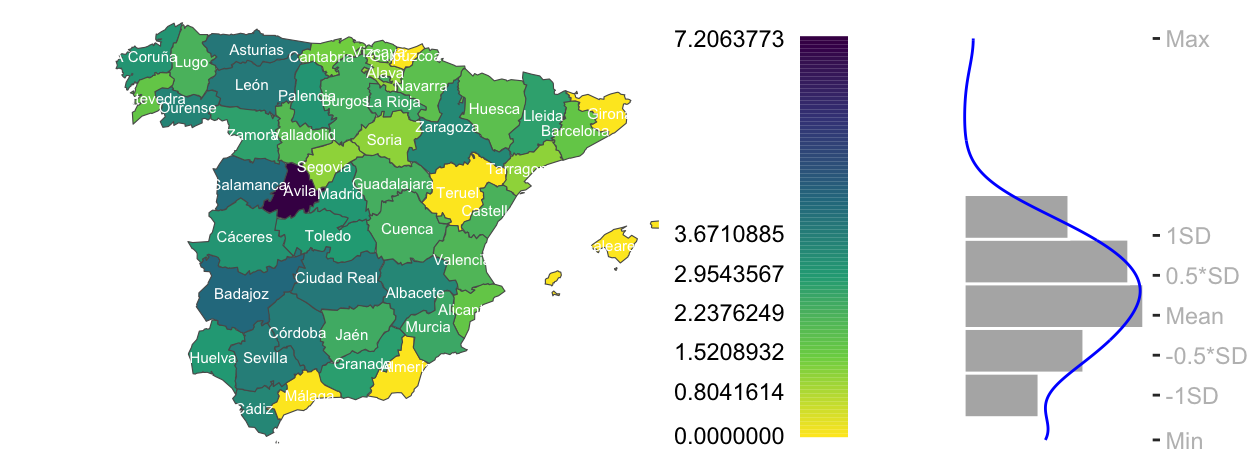 A Coruña
Lugo
Asturias
Cantabria
Vizcaya
Guipúzcoa
Álava
Navarra
León
Palencia
Burgos
La Rioja
Huesca
Lleida
Girona
Barcelona
Pontevedra
Ourense
Zamora
Valladolid
Soria
Zaragoza
Tarragona
Segovia
Salamanca
Ávila
Madrid
Guadalajara
Teruel
Castellón
Cáceres
Toledo
Cuenca
Valencia
Baleares
Badajoz
Ciudad Real
Albacete
Alicante
Huelva
Sevilla
Córdoba
Jaén
Murcia
Granada
Almería
Málaga
Cádiz
7.2063773
3.6710885
2.9543567
2.2376249
1.5208932
0.8041614
0.0000000
Max
1SD
0.5*SD
Mean
-0.5*SD
-1SD
Min